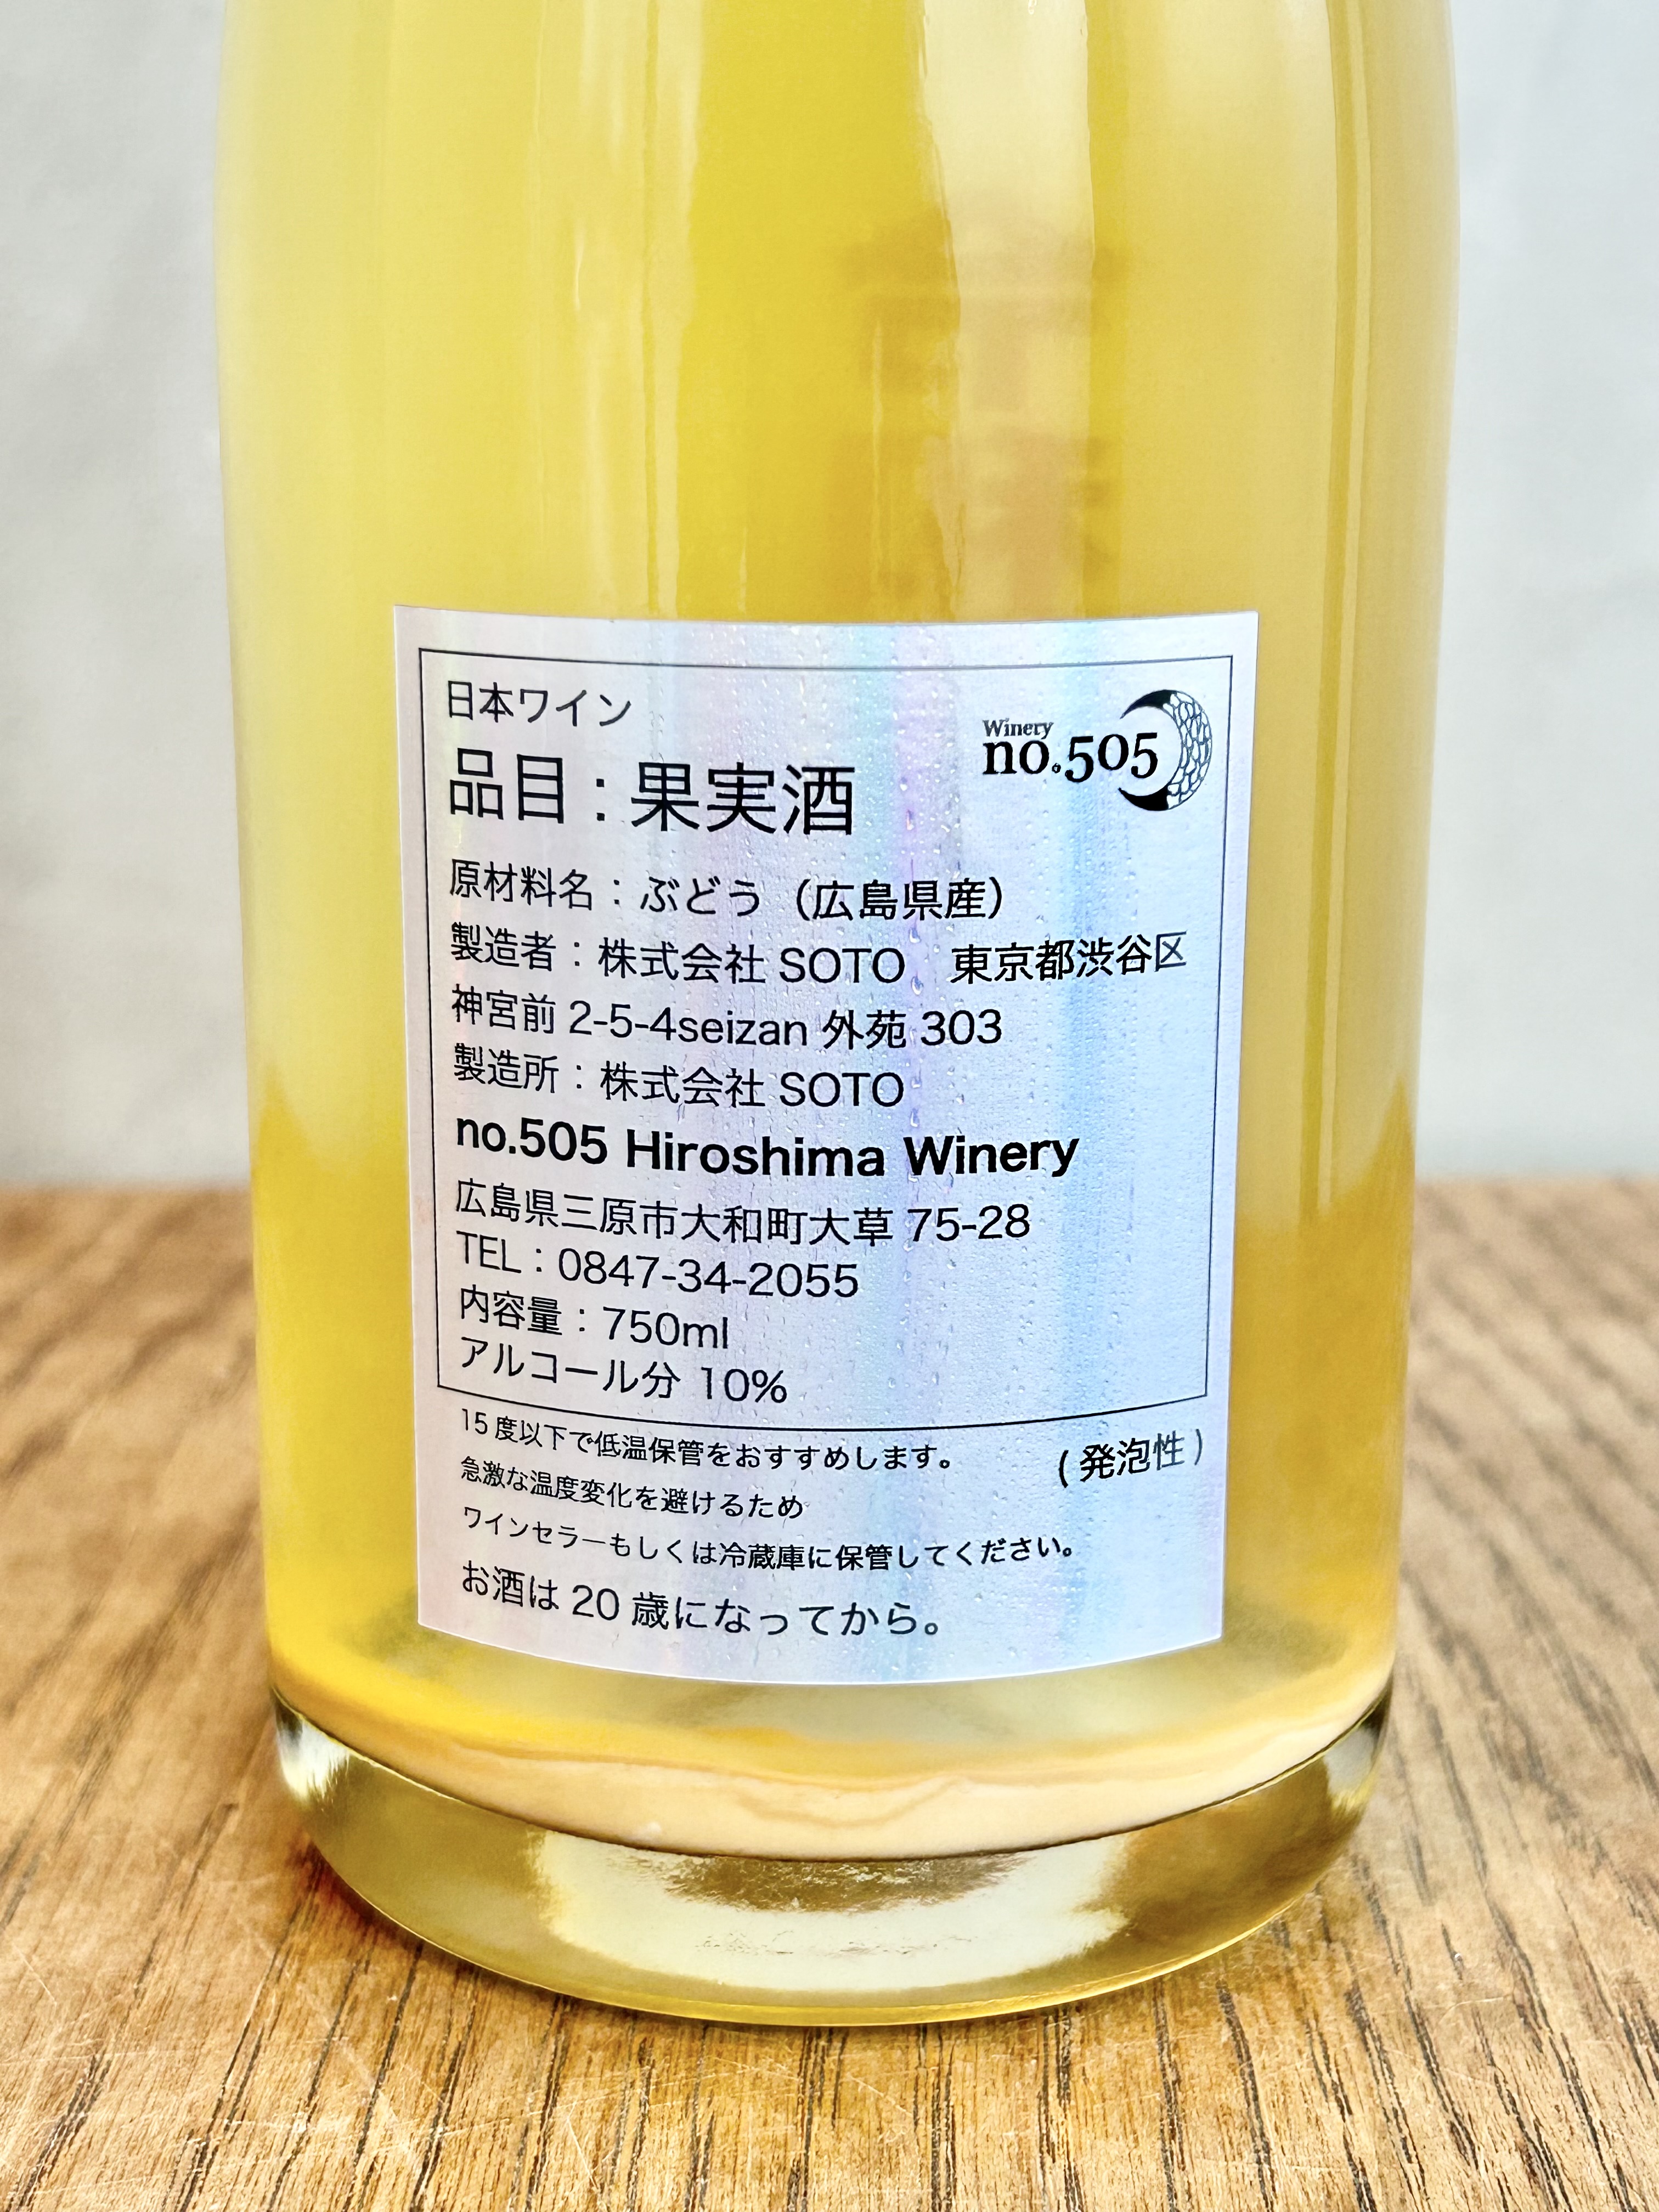 日本ワイン
Winery
no.505
品目：果実酒
原材料名：ぶどう（広島県産）
製造者：株式会社 SOTO　東京都渋谷区
神宮前 2-5-4seizan 外苑 303
製造所：株式会社 SOTO
no.505 Hiroshima Winery
広島県三原市大和町大草 75-28
TEL：0847-34-2055
内容量：750ml
アルコール分 10%
15度以下で低温保管をおすすめします。
（発泡性）
急激な温度変化を避けるため
ワインセラーもしくは冷蔵庫に保管してください。
お酒は 20 歳になってから。